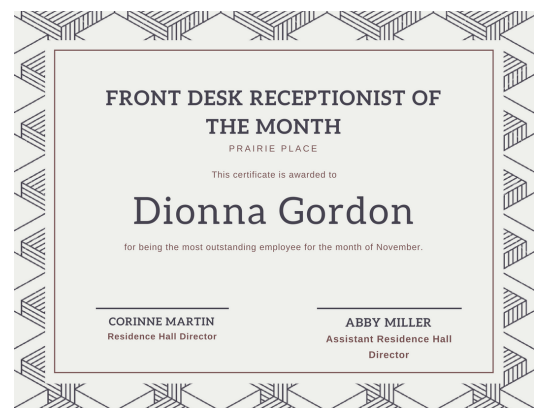 FRONT DESK RECEPTIONIST OF
THE MONTH
PRAIRIE PLACE
This certificate is awarded to
Dionna Gordon
for being the most outstanding employee for the month of November.
CORINNE MARTIN
Residence Hall Director
ABBY MILLER
Assistant Residence Hall
Director